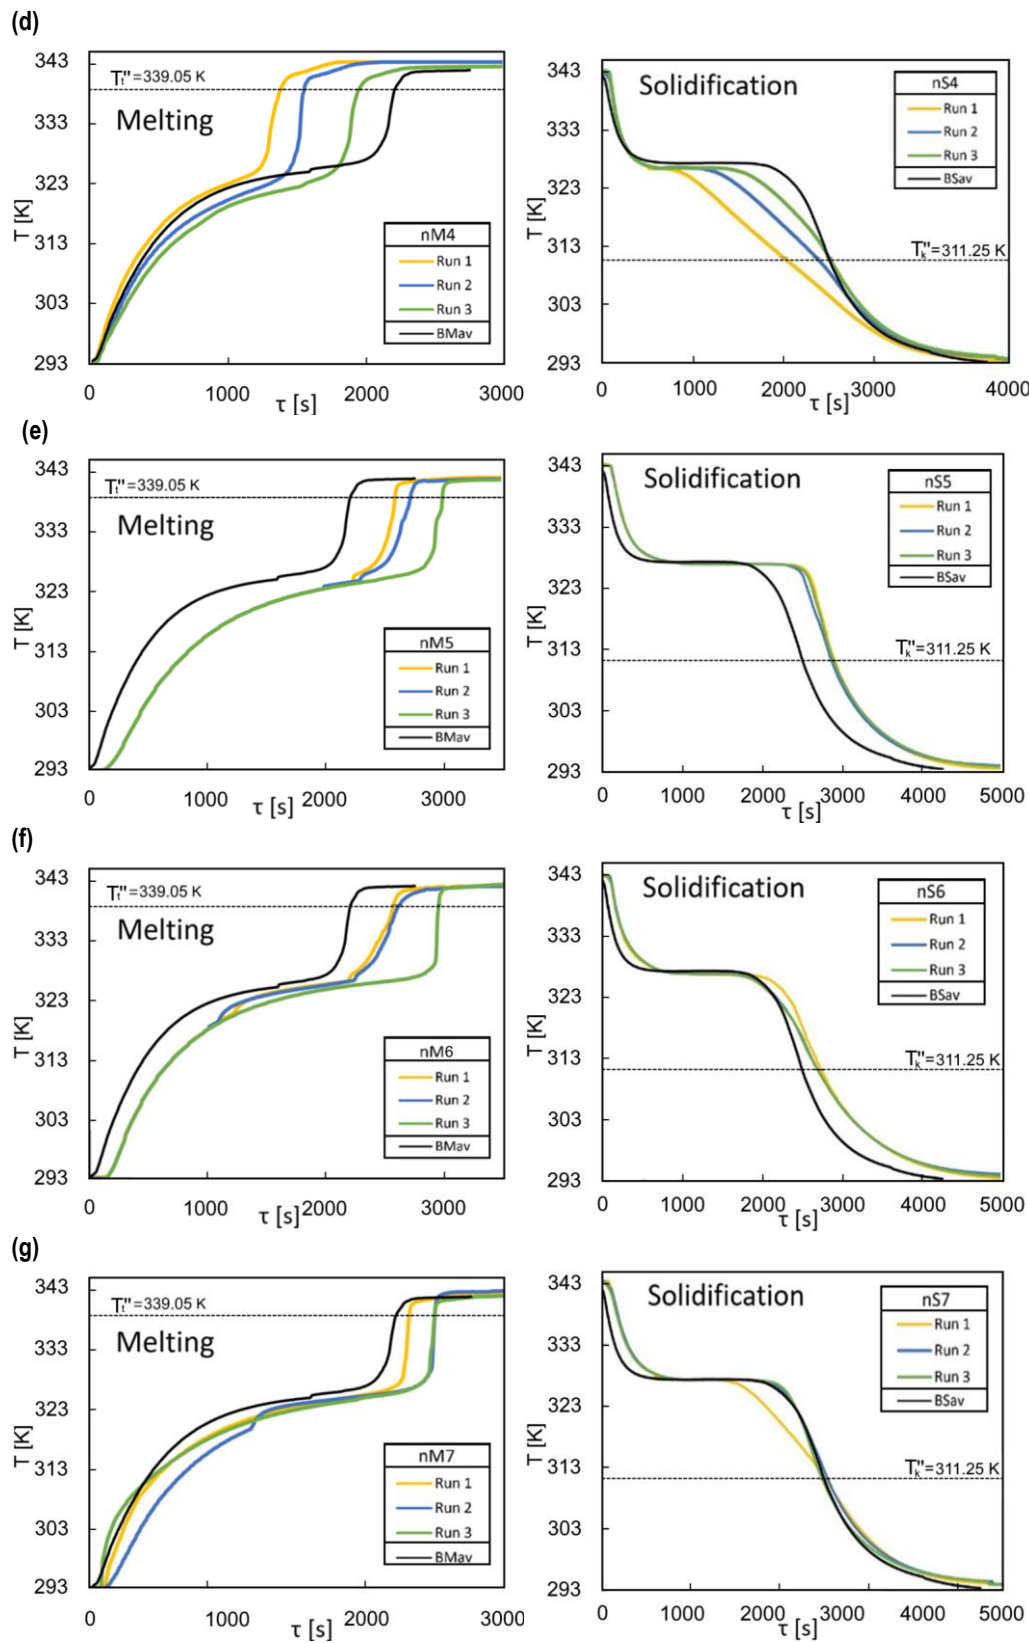 (d)
343
333
323
313
303
293
T [K]
Tₜ"=339.05 K
Melting
nM4
Run 1
Run 2
Run 3
BMav
0
1000
2000
3000
τ [s]
343
333
323
313
303
293
T [K]
Solidification
nS4
Run 1
Run 2
Run 3
BSav
Tₖ"=311.25 K
0
1000
2000
3000
4000
τ [s]
(e)
343
333
323
313
303
293
T [K]
Tₜ"=339.05 K
Melting
nM5
Run 1
Run 2
Run 3
BMav
0
1000
2000
3000
τ [s]
343
333
323
313
303
293
T [K]
Solidification
nS5
Run 1
Run 2
Run 3
BSav
Tₖ"=311.25 K
0
1000
2000
3000
4000
5000
τ [s]
(f)
343
333
323
313
303
293
T [K]
Tₜ"=339.05 K
Melting
nM6
Run 1
Run 2
Run 3
BMav
0
1000
2000
3000
τ [s]
343
333
323
313
303
293
T [K]
Solidification
nS6
Run 1
Run 2
Run 3
BSav
Tₖ"=311.25 K
0
1000
2000
3000
4000
5000
τ [s]
(g)
343
333
323
313
303
293
T [K]
Tₜ"=339.05 K
Melting
nM7
Run 1
Run 2
Run 3
BMav
0
1000
2000
3000
τ [s]
343
333
323
313
303
293
T [K]
Solidification
nS7
Run 1
Run 2
Run 3
BSav
Tₖ"=311.25 K
0
1000
2000
3000
4000
5000
τ [s]